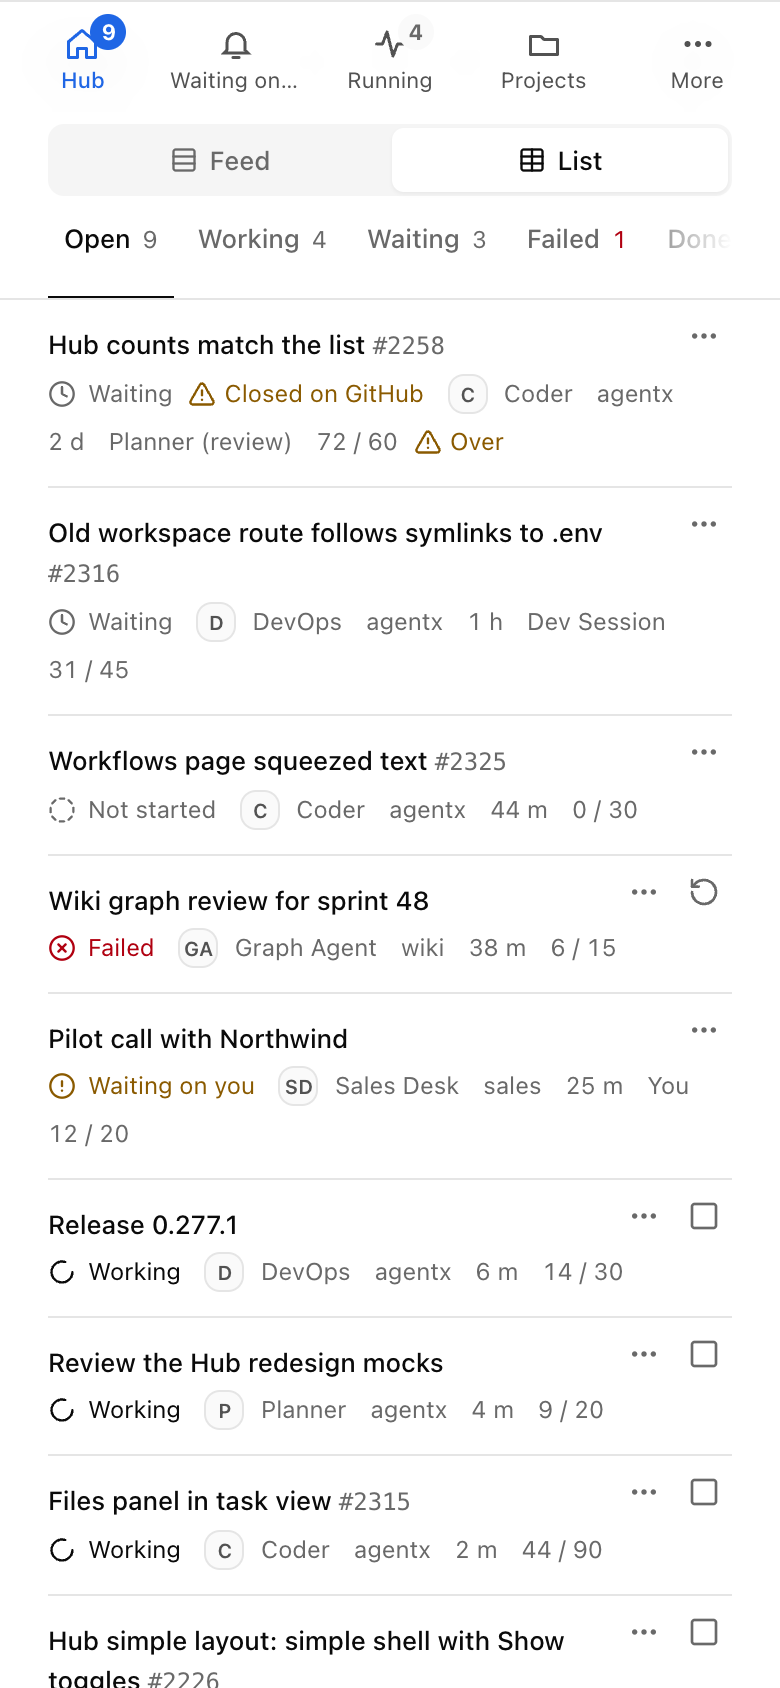 9
4
Hub
Waiting on...
Running
Projects
More
Feed
List
Open 9
Working 4
Waiting 3
Failed 1
Done
Hub counts match the list #2258
Waiting Closed on GitHub C Coder agentx
2 d Planner (review) 72 / 60 Over
Old workspace route follows symlinks to .env
#2316
Waiting D DevOps agentx 1 h Dev Session
31 / 45
Workflows page squeezed text #2325
Not started C Coder agentx 44 m 0 / 30
Wiki graph review for sprint 48
Failed GA Graph Agent wiki 38 m 6 / 15
Pilot call with Northwind
Waiting on you SD Sales Desk sales 25 m You
12 / 20
Release 0.277.1
Working D DevOps agentx 6 m 14 / 30
Review the Hub redesign mocks
Working P Planner agentx 4 m 9 / 20
Files panel in task view #2315
Working C Coder agentx 2 m 44 / 90
Hub simple layout: simple shell with Show
toggles #2226